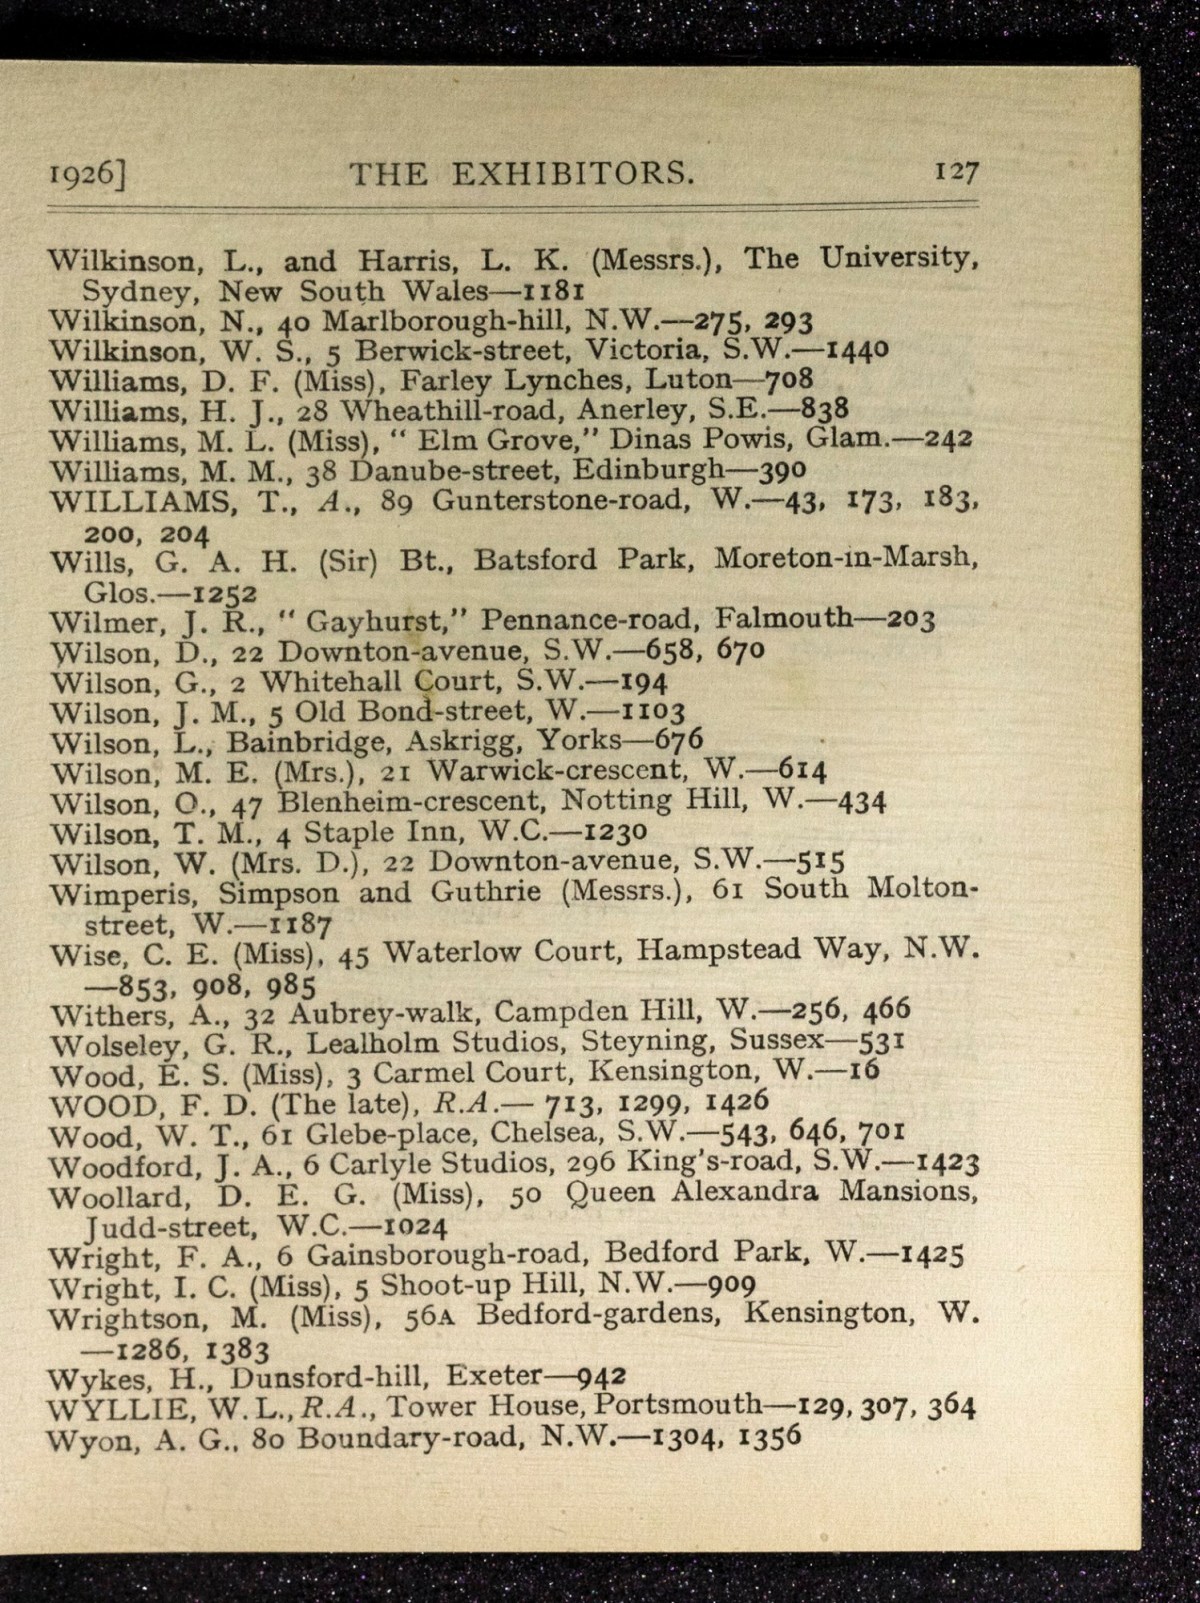 1926] THE EXHIBITORS. 127
Wilkinson, L., and Harris, L. K. (Messrs.), The University,
Sydney, New South Wales—1181
Wilkinson, N., 40 Marlborough-hill, N.W.—275, 293
Wilkinson, W. S., 5 Berwick-street, Victoria, S.W.—1440
Williams, D. F. (Miss), Farley Lynches, Luton—708
Williams, H. J., 28 Wheathill-road, Anerley, S.E.—838
Williams, M. L. (Miss), “ Elm Grove,” Dinas Powis, Glam.—242
Williams, M. M., 38 Danube-street, Edinburgh—390
WILLIAMS, T., A., 89 Gunterstone-road, W.—43, 173, 183,
200, 204
Wills, G. A. H. (Sir) Bt., Batsford Park, Moreton-in-Marsh,
Glos.—1252
Wilmer, J. R., “ Gayhurst,” Pennance-road, Falmouth—203
Wilson, D., 22 Downton-avenue, S.W.—658, 670
Wilson, G., 2 Whitehall Court, S.W.—194
Wilson, J. M., 5 Old Bond-street, W.—1103
Wilson, L., Bainbridge, Askrigg, Yorks—676
Wilson, M. E. (Mrs.), 21 Warwick-crescent, W.—614
Wilson, O., 47 Blenheim-crescent, Notting Hill, W.—434
Wilson, T. M., 4 Staple Inn, W.C.—1230
Wilson, W. (Mrs. D.), 22 Downton-avenue, S.W.—515
Wimperis, Simpson and Guthrie (Messrs.), 61 South Molton-
street, W.—1187
Wise, C. E. (Miss), 45 Waterlow Court, Hampstead Way, N.W.
—853, 908, 985
Withers, A., 32 Aubrey-walk, Campden Hill, W.—256, 466
Wolseley, G. R., Lealholm Studios, Steyning, Sussex—531
Wood, E. S. (Miss), 3 Carmel Court, Kensington, W.—16
WOOD, F. D. (The late), R.A.— 713, 1299, 1426
Wood, W. T., 61 Glebe-place, Chelsea, S.W.—543, 646, 701
Woodford, J. A., 6 Carlyle Studios, 296 King's-road, S.W.—1423
Woollard, D. E. G. (Miss), 50 Queen Alexandra Mansions,
Judd-street, W.C.—1024
Wright, F. A., 6 Gainsborough-road, Bedford Park, W.—1425
Wright, I. C. (Miss), 5 Shoot-up Hill, N.W.—909
Wrightson, M. (Miss), 56A Bedford-gardens, Kensington, W.
—1286, 1383
Wykes, H., Dunsford-hill, Exeter—942
WYLLIE, W. L., R.A., Tower House, Portsmouth—129, 307, 364
Wyon, A. G., 80 Boundary-road, N.W.—1304, 1356